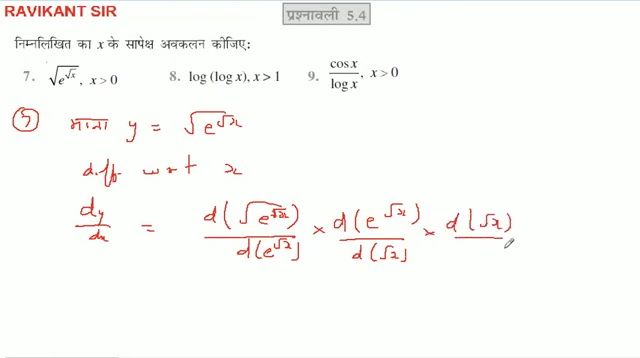 RAVIKANT SIR
प्रश्नावली 5.4
निम्नलिखित का x के सापेक्ष अवकलन कीजिए:
7. √(e^√x), x > 0 8. log (log x), x > 1 9. cos x / log x, x > 0
⑦ माना y = √(e^√x)
diff w r t x
dy/dx = d(√(e^√x))/d(e^√x) × d(e^√x)/d(√x) × d(√x)/